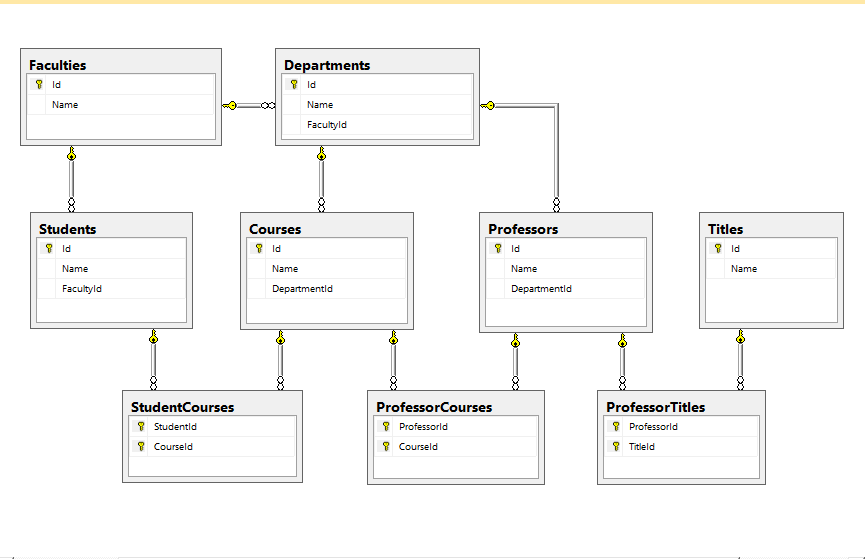 Faculties
Id
Name
Departments
Id
Name
FacultyId
Students
Id
Name
FacultyId
Courses
Id
Name
DepartmentId
Professors
Id
Name
DepartmentId
Titles
Id
Name
StudentCourses
StudentId
CourseId
ProfessorCourses
ProfessorId
CourseId
ProfessorTitles
ProfessorId
TitleId